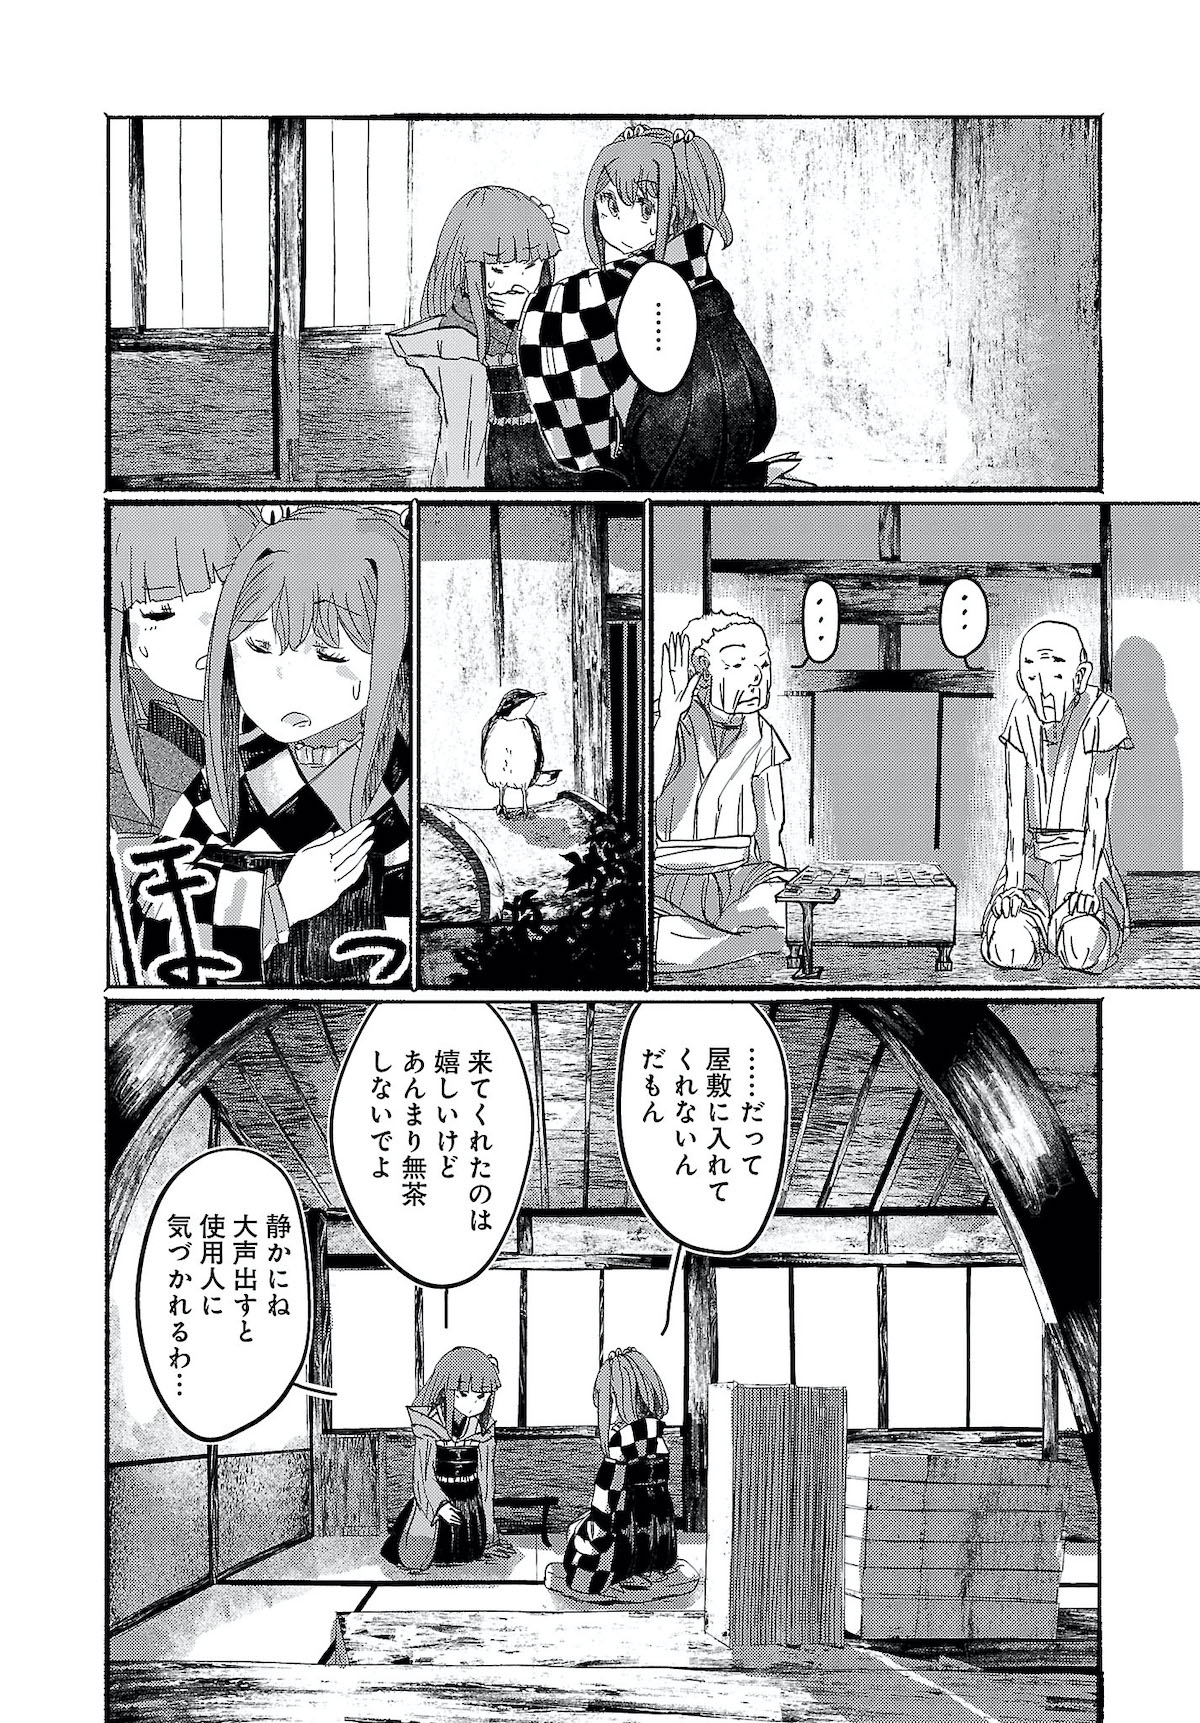 ……
…
…
ホッ
……だって
屋敷に入れて
くれないん
だもん
来てくれたのは
嬉しいけど
あんまり無茶
しないでよ
静かにね
大声出すと
使用人に
気づかれるわ…